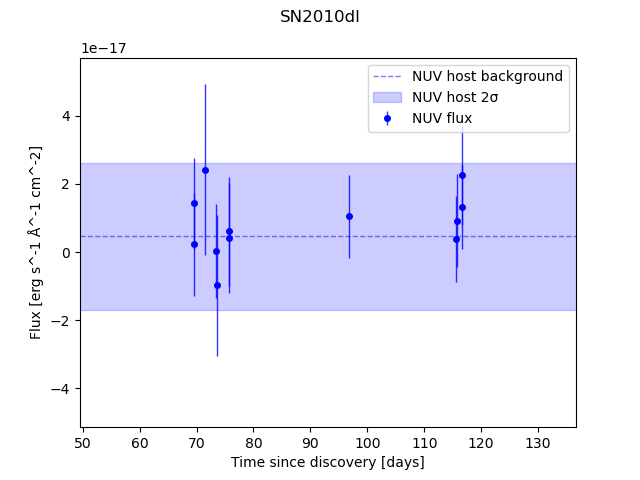 SN2010dl
1e−17
NUV host background
NUV host 2σ
NUV flux
4
2
0
−2
−4
Flux [erg s^-1 Å^-1 cm^-2]
50 60 70 80 90 100 110 120 130
Time since discovery [days]